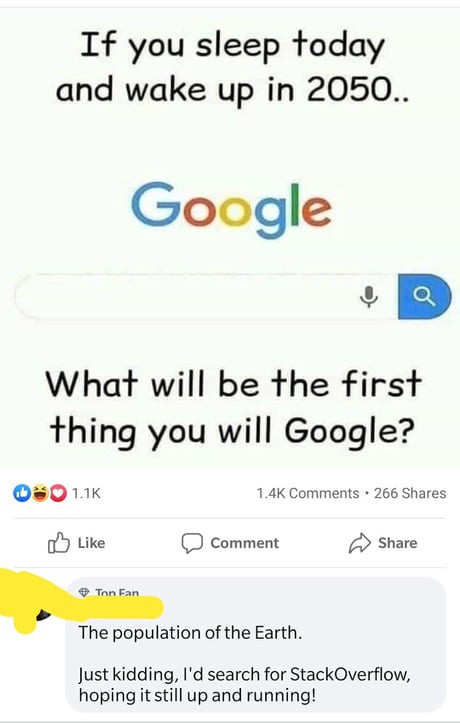 If you sleep today
and wake up in 2050..
Google
What will be the first
thing you will Google?
1.1K
1.4K Comments • 266 Shares
Like Comment Share
Top Fan
The population of the Earth.
Just kidding, I'd search for StackOverflow,
hoping it still up and running!